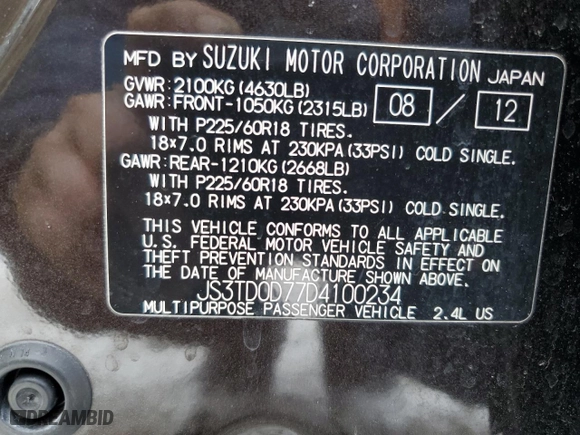 MFD BY SUZUKI MOTOR CORPORATION JAPAN
GVWR:2100KG(4630LB)
GAWR:FRONT-1050KG(2315LB) 08 / 12
WITH P225/60R18 TIRES.
18×7.0 RIMS AT 230KPA(33PSI) COLD SINGLE.
GAWR:REAR-1210KG(2668LB)
WITH P225/60R18 TIRES.
18×7.0 RIMS AT 230KPA(33PSI) COLD SINGLE.
THIS VEHICLE CONFORMS TO ALL APPLICABLE
U.S. FEDERAL MOTOR VEHICLE SAFETY AND
THEFT PREVENTION STANDARDS IN EFFECT ON
THE DATE OF MANUFACTURE SHOWN ABOVE.
JS3TD0D77D4100234
MULTIPURPOSE PASSENGER VEHICLE 2.4L US
DREAMBID